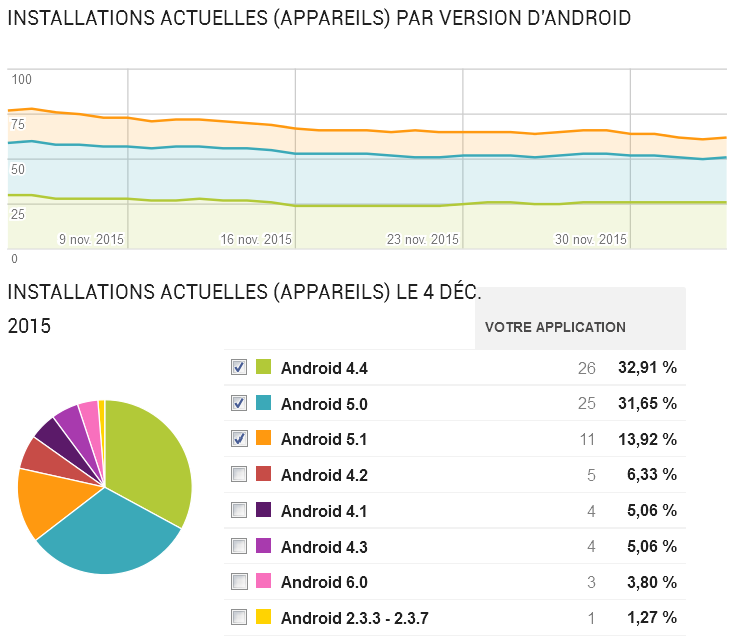 INSTALLATIONS ACTUELLES (APPAREILS) PAR VERSION D'ANDROID
100
75
50
25
9 nov. 2015 16 nov. 2015 23 nov. 2015 30 nov. 2015
0
INSTALLATIONS ACTUELLES (APPAREILS) LE 4 DÉC.
2015
VOTRE APPLICATION
Android 4.4 26 32,91 %
Android 5.0 25 31,65 %
Android 5.1 11 13,92 %
Android 4.2 5 6,33 %
Android 4.1 4 5,06 %
Android 4.3 4 5,06 %
Android 6.0 3 3,80 %
Android 2.3.3 - 2.3.7 1 1,27 %